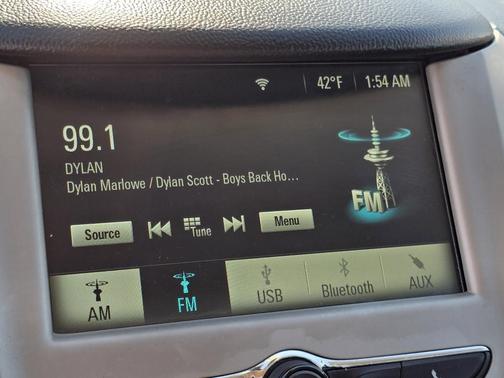 42°F 1:54 AM
99.1
DYLAN
Dylan Marlowe / Dylan Scott - Boys Back Ho...
FM
Source Tune Menu
AM FM USB Bluetooth AUX